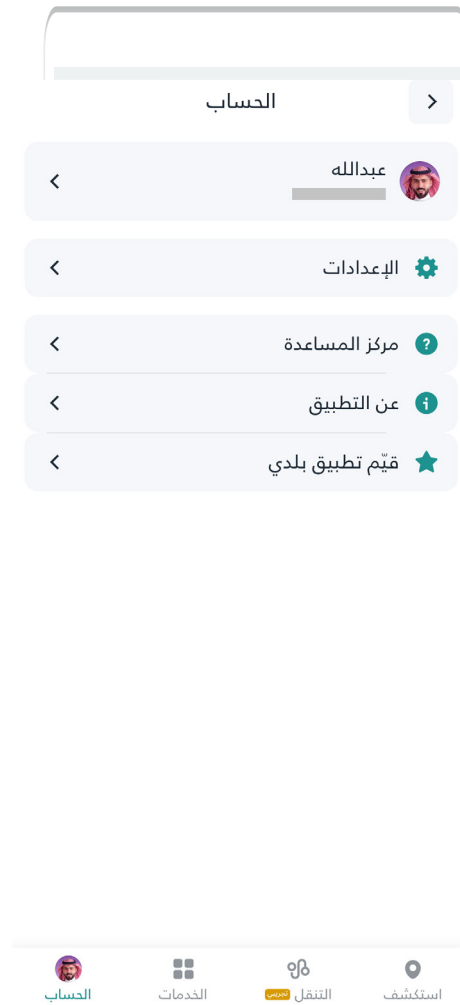 الحساب
عبدالله
الإعدادات
مركز المساعدة
عن التطبيق
قيّم تطبيق بلدي
استكشف
التنقل تجريبي
الخدمات
الحساب